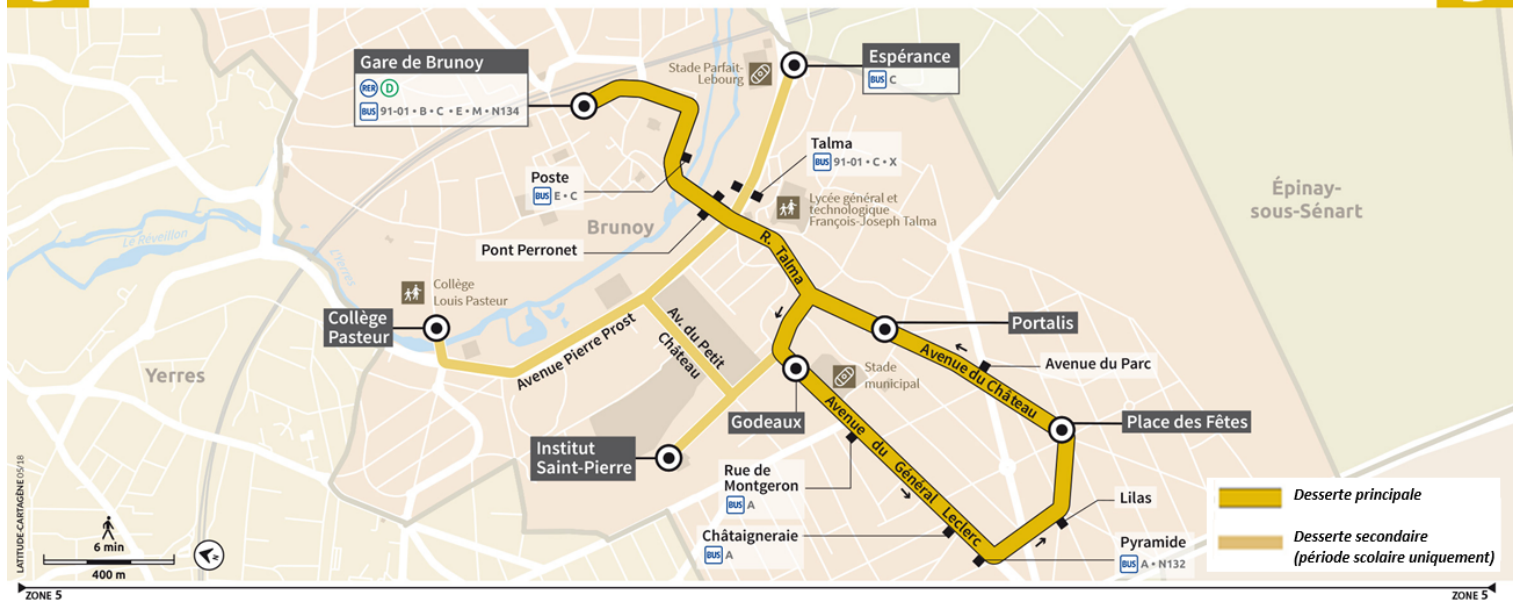 Gare de Brunoy
RER D
BUS 91-01 • B • C • E • M • N134
Stade Parfait-
Lebourg
Espérance
BUS C
Talma
BUS 91-01 • C • X
Poste
BUS E • C
Lycée général et
technologique
François-Joseph Talma
Épinay-
sous-Sénart
Brunoy
Pont Perronet
R. Talma
Le Réveillon
L'Yerres
Collège
Louis Pasteur
Collège
Pasteur
Portalis
Av. du Petit
Château
Avenue Pierre Prost
Avenue du Château
Avenue du Parc
Yerres
Stade
municipal
Godeaux
Place des Fêtes
Avenue du Général Leclerc
Institut
Saint-Pierre
Rue de
Montgeron
BUS A
Lilas
Châtaigneraie
BUS A
Pyramide
BUS A • N132
Desserte principale
Desserte secondaire
(période scolaire uniquement)
LATITUDE-CARTAGÈNE 05/18
6 min
400 m
N
ZONE 5
ZONE 5